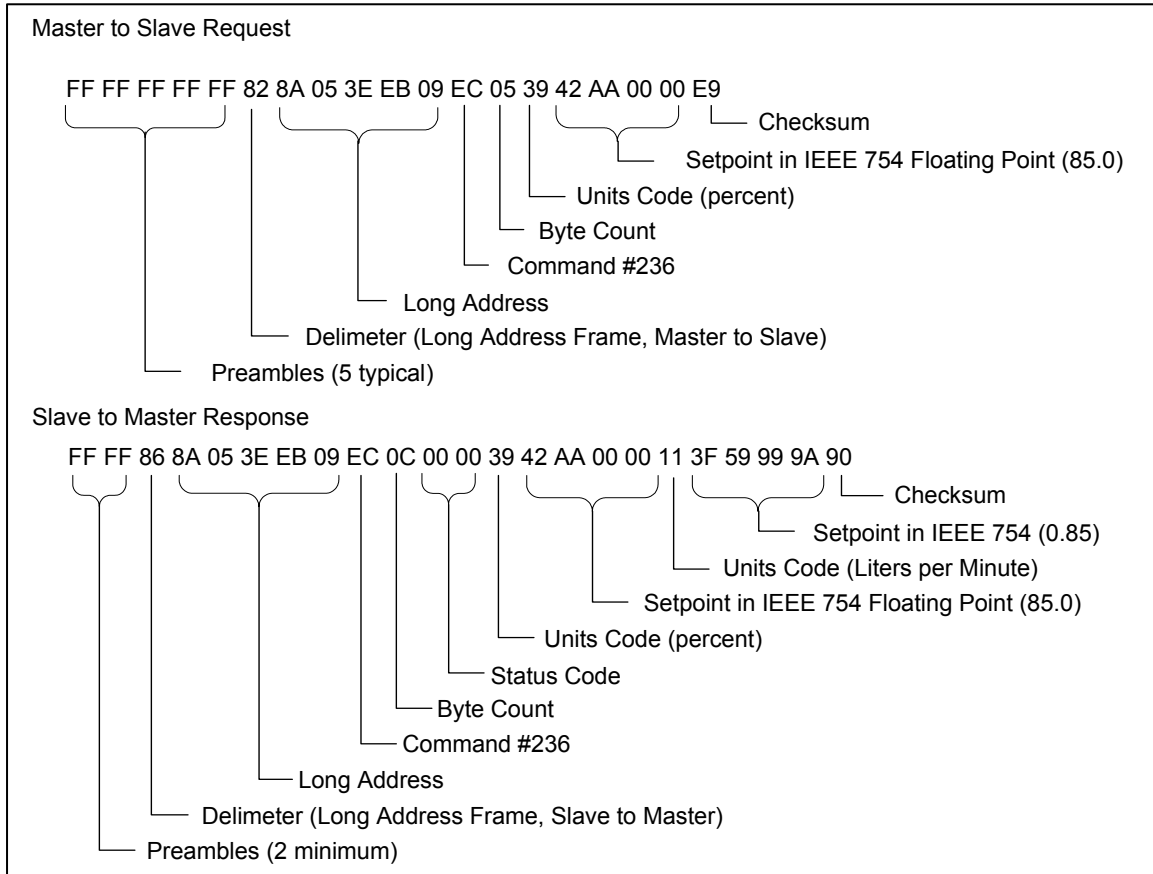 Master to Slave Request
FF FF FF FF FF 82 8A 05 3E EB 09 EC 05 39 42 AA 00 00 E9
Checksum
Setpoint in IEEE 754 Floating Point (85.0)
Units Code (percent)
Byte Count
Command #236
Long Address
Delimeter (Long Address Frame, Master to Slave)
Preambles (5 typical)
Slave to Master Response
FF FF 86 8A 05 3E EB 09 EC 0C 00 00 39 42 AA 00 00 11 3F 59 99 9A 90
Checksum
Setpoint in IEEE 754 (0.85)
Units Code (Liters per Minute)
Setpoint in IEEE 754 Floating Point (85.0)
Units Code (percent)
Status Code
Byte Count
Command #236
Long Address
Delimeter (Long Address Frame, Slave to Master)
Preambles (2 minimum)